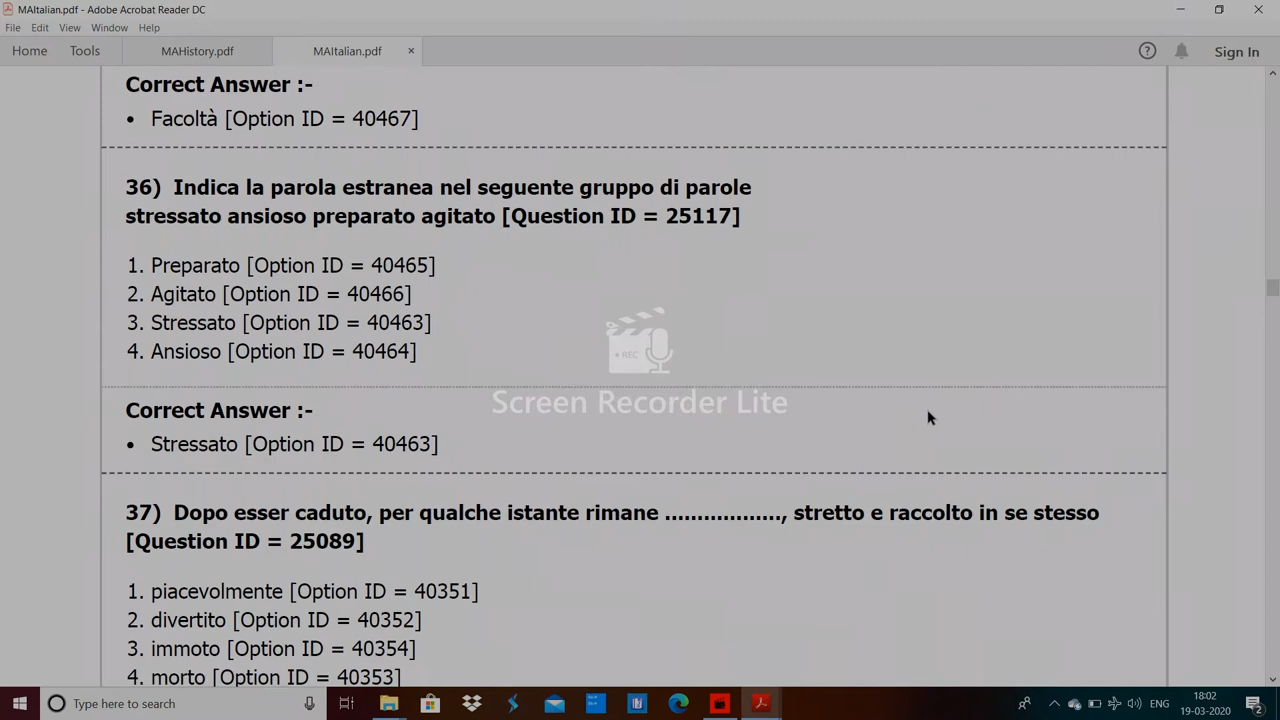 MAItalian.pdf - Adobe Acrobat Reader DC
File Edit View Window Help
Home Tools MAHistory.pdf MAItalian.pdf × ? Sign In
Correct Answer :-
• Facoltà [Option ID = 40467]
36) Indica la parola estranea nel seguente gruppo di parole
stressato ansioso preparato agitato [Question ID = 25117]
1. Preparato [Option ID = 40465]
2. Agitato [Option ID = 40466]
3. Stressato [Option ID = 40463]
4. Ansioso [Option ID = 40464]
• REC
Screen Recorder Lite
Correct Answer :-
• Stressato [Option ID = 40463]
37) Dopo esser caduto, per qualche istante rimane .................., stretto e raccolto in se stesso
[Question ID = 25089]
1. piacevolmente [Option ID = 40351]
2. divertito [Option ID = 40352]
3. immoto [Option ID = 40354]
4. morto [Option ID = 40353]
Type here to search
ENG
18:02
19-03-2020
2